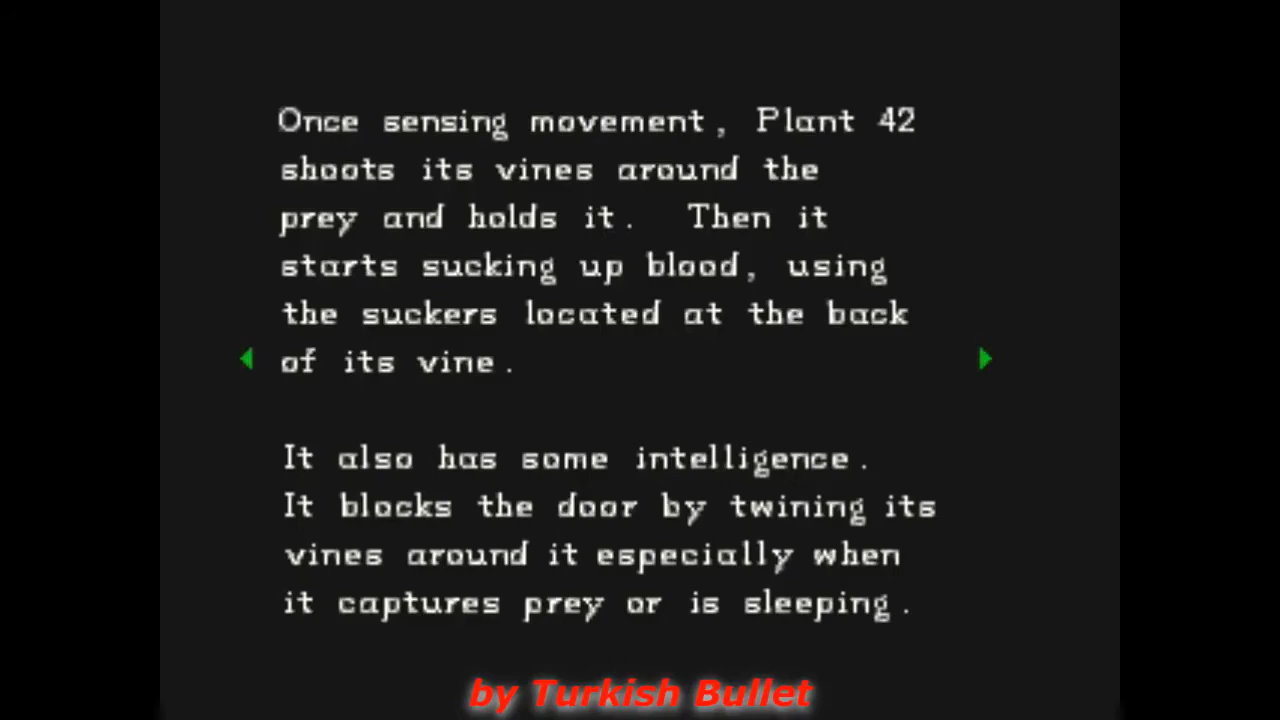 Once sensing movement, Plant 42
shoots its vines around the
prey and holds it. Then it
starts sucking up blood, using
the suckers located at the back
of its vine.
It also has some intelligence.
It blocks the door by twining its
vines around it especially when
it captures prey or is sleeping.
by Turkish Bullet